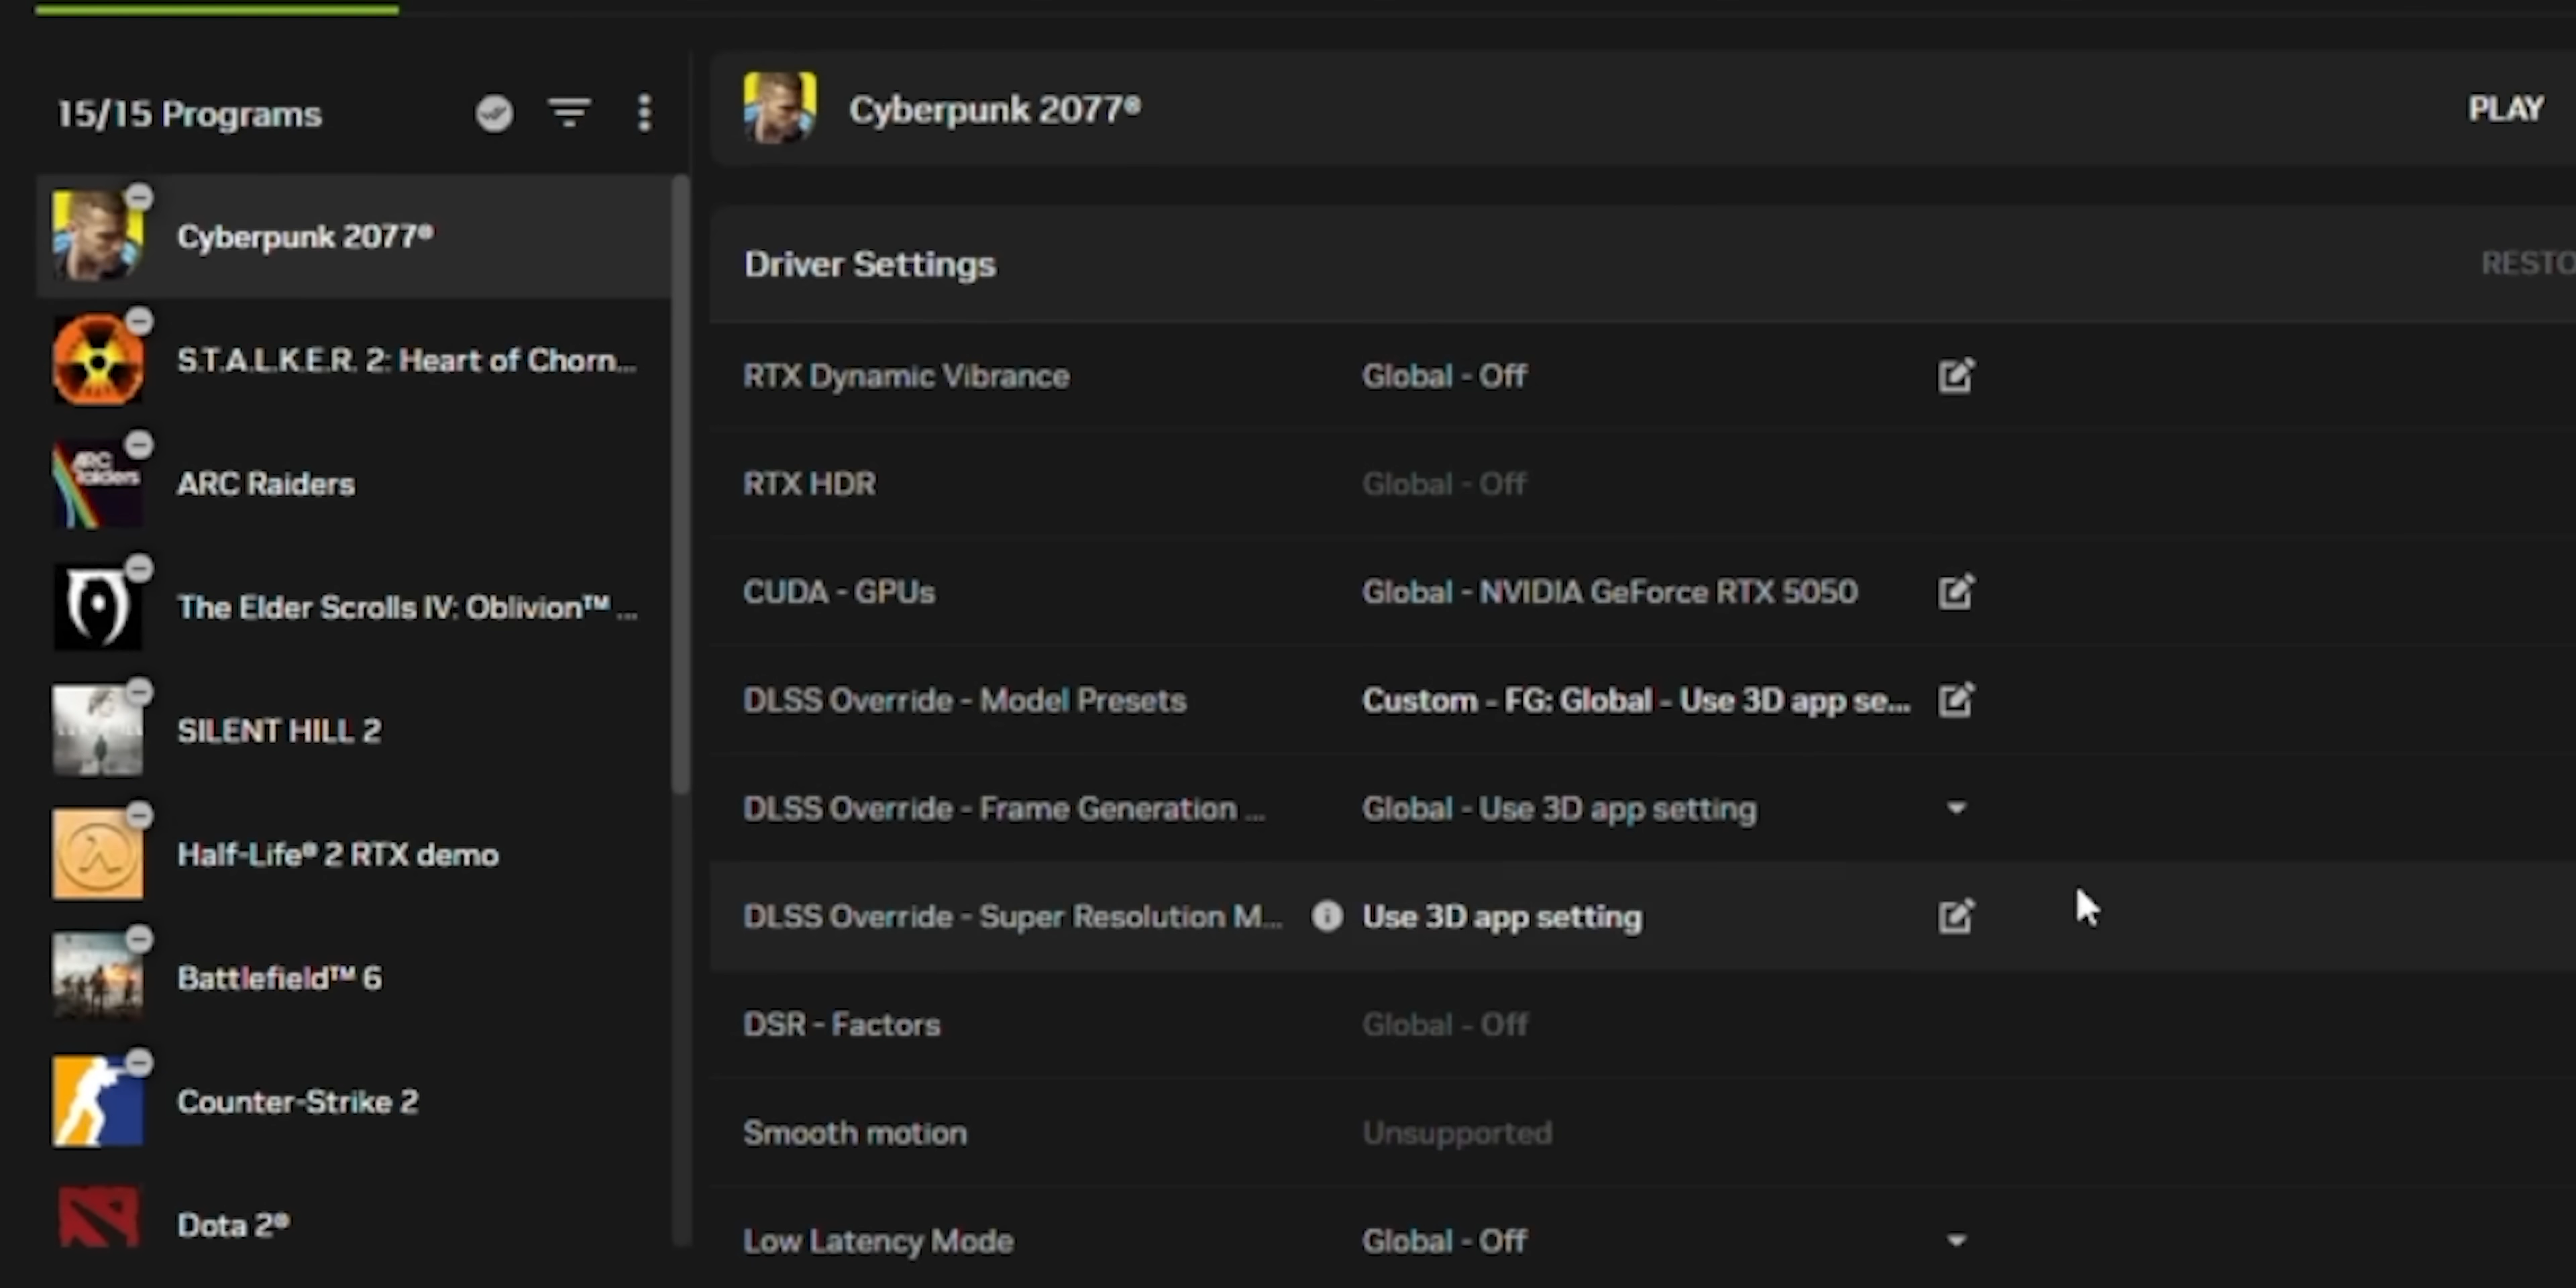 15/15 Programs
Cyberpunk 2077®
S.T.A.L.K.E.R. 2: Heart of Chorn...
ARC Raiders
ARC Raiders
The Elder Scrolls IV: Oblivion™ ...
SILENT HILL 2
Half-Life® 2 RTX demo
Battlefield™ 6
Counter-Strike 2
Dota 2®
Cyberpunk 2077® PLAY
Driver Settings RESTO
RTX Dynamic Vibrance Global - Off
RTX HDR Global - Off
CUDA - GPUs Global - NVIDIA GeForce RTX 5050
DLSS Override - Model Presets Custom - FG: Global - Use 3D app se...
DLSS Override - Frame Generation ... Global - Use 3D app setting
DLSS Override - Super Resolution M... Use 3D app setting
DSR - Factors Global - Off
Smooth motion Unsupported
Low Latency Mode Global - Off